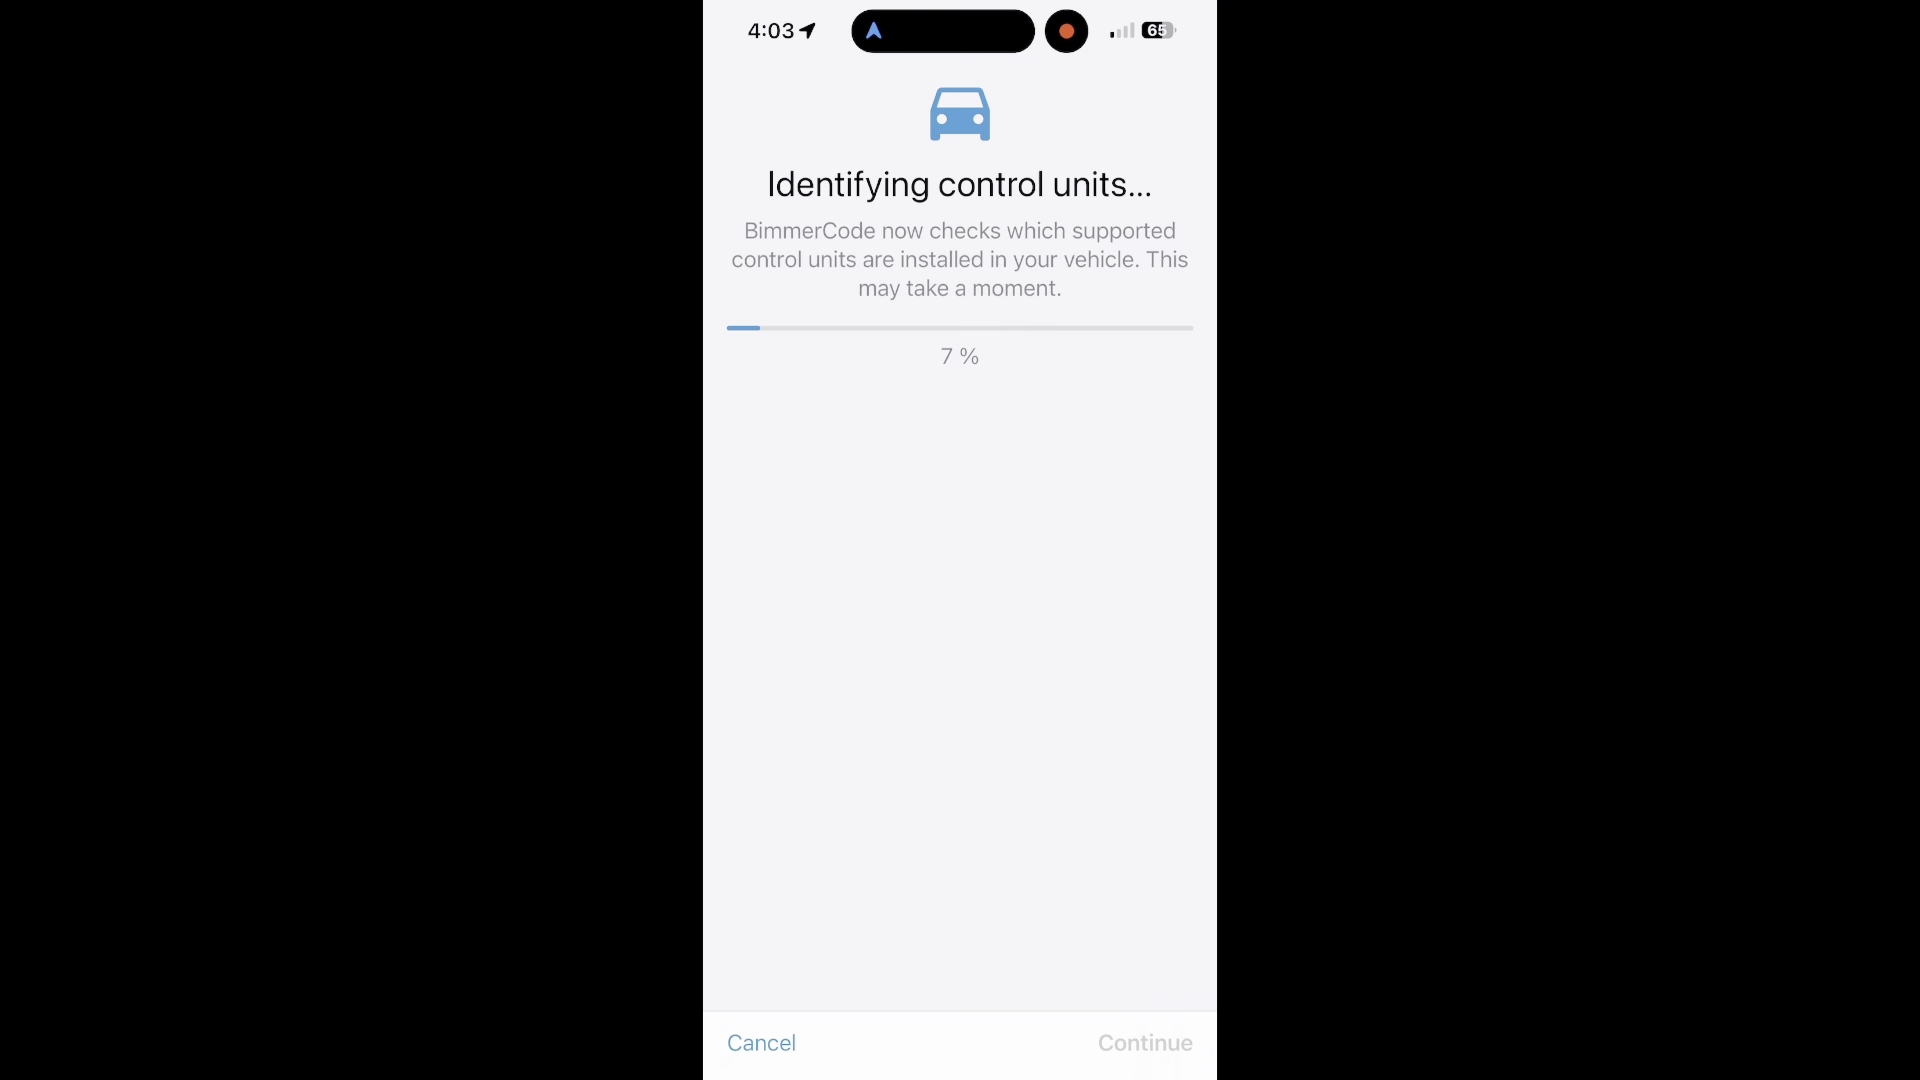 4:03
65
Identifying control units...
BimmerCode now checks which supported
control units are installed in your vehicle. This
may take a moment.
7 %
Cancel
Continue